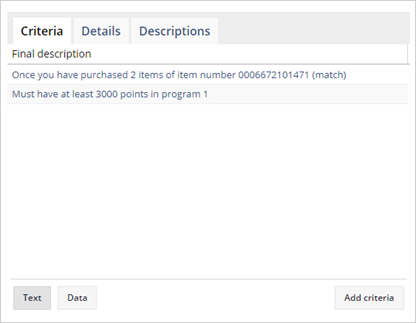 Criteria Details Descriptions
Final description
Once you have purchased 2 items of item number 0006672101471 (match)
Must have at least 3000 points in program 1
Text Data Add criteria